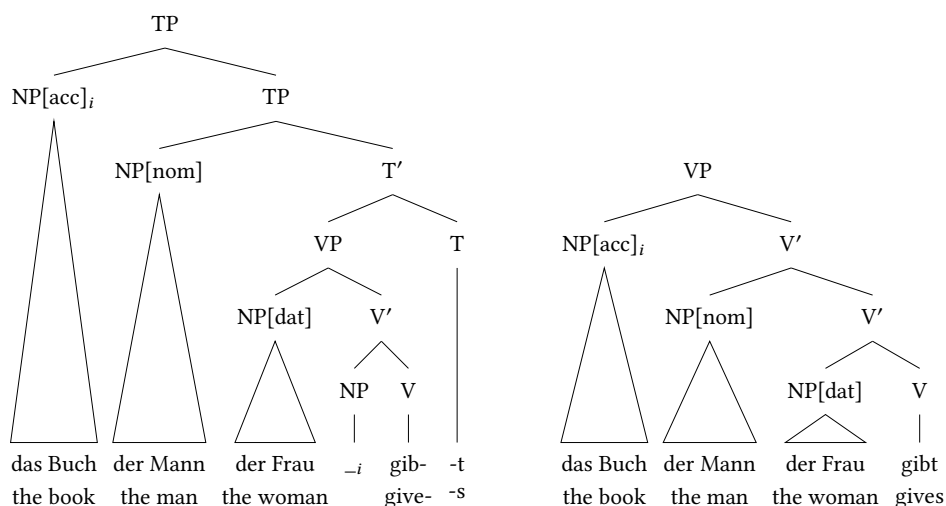 TP
NP[acc]i TP
NP[nom] T′ VP
VP T NP[acc]i V′
NP[dat] V′ NP[nom] V′
NP V NP[dat] V
das Buch der Mann der Frau _i gib- -t das Buch der Mann der Frau gibt
the book the man the woman give- -s the book the man the woman gives